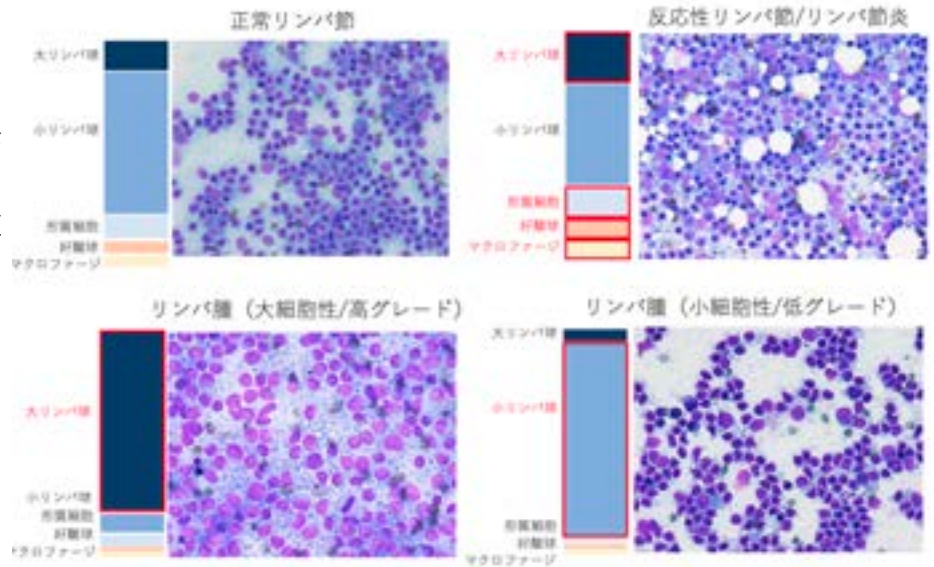 正常リンパ節
大リンパ球
小リンパ球
形質細胞
好酸球
マクロファージ
反応性リンパ節/リンパ節炎
大リンパ球
小リンパ球
形質細胞
好酸球
マクロファージ
リンパ腫（大細胞性/高グレード）
大リンパ球
小リンパ球
形質細胞
好酸球
マクロファージ
リンパ腫（小細胞性/低グレード）
大リンパ球
小リンパ球
形質細胞
好酸球
マクロファージ